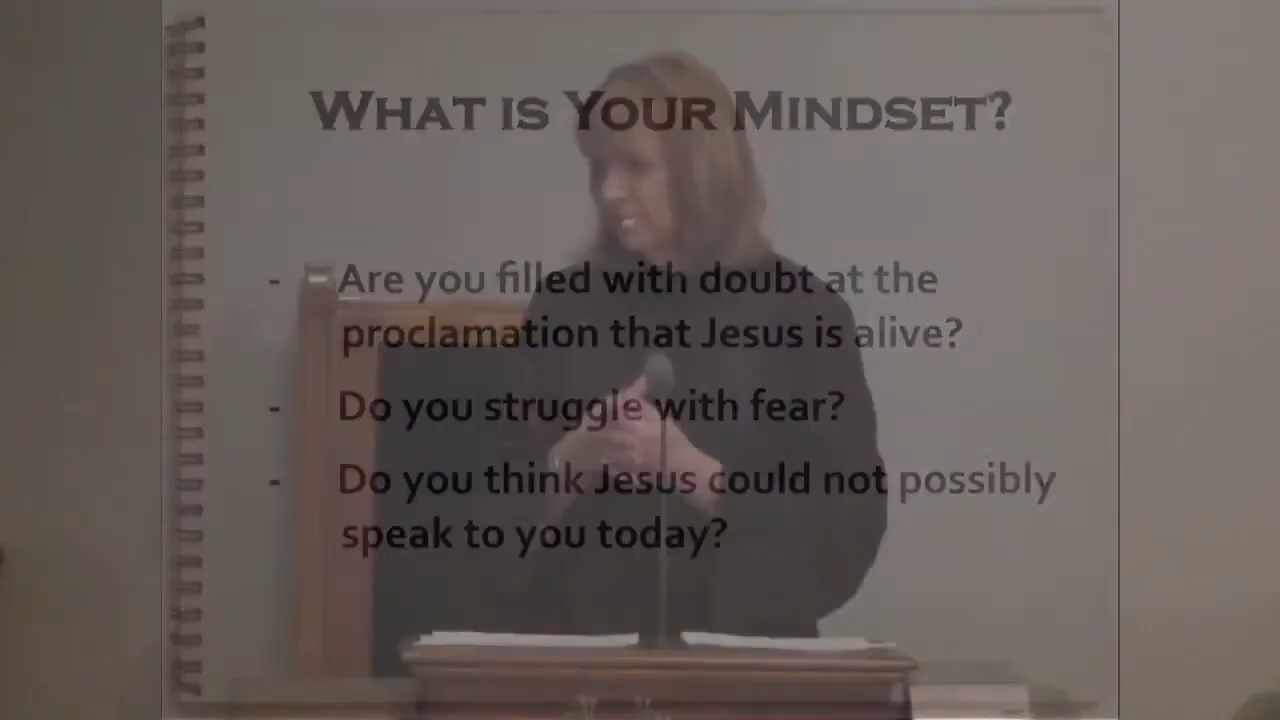 WHAT IS YOUR MINDSET?
- Are you filled with doubt at the
proclamation that Jesus is alive?
- Do you struggle with fear?
- Do you think Jesus could not possibly
speak to you today?